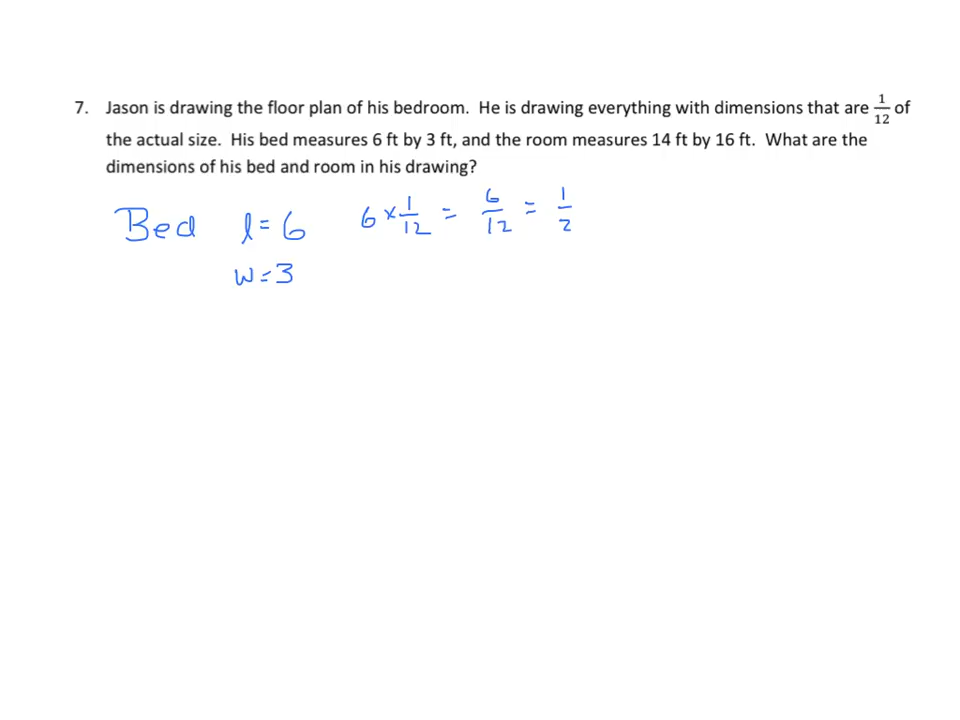 7. Jason is drawing the floor plan of his bedroom. He is drawing everything with dimensions that are 1/12 of
the actual size. His bed measures 6 ft by 3 ft, and the room measures 14 ft by 16 ft. What are the
dimensions of his bed and room in his drawing?
Bed l = 6 6 × 1/12 = 6/12 = 1/2
w = 3